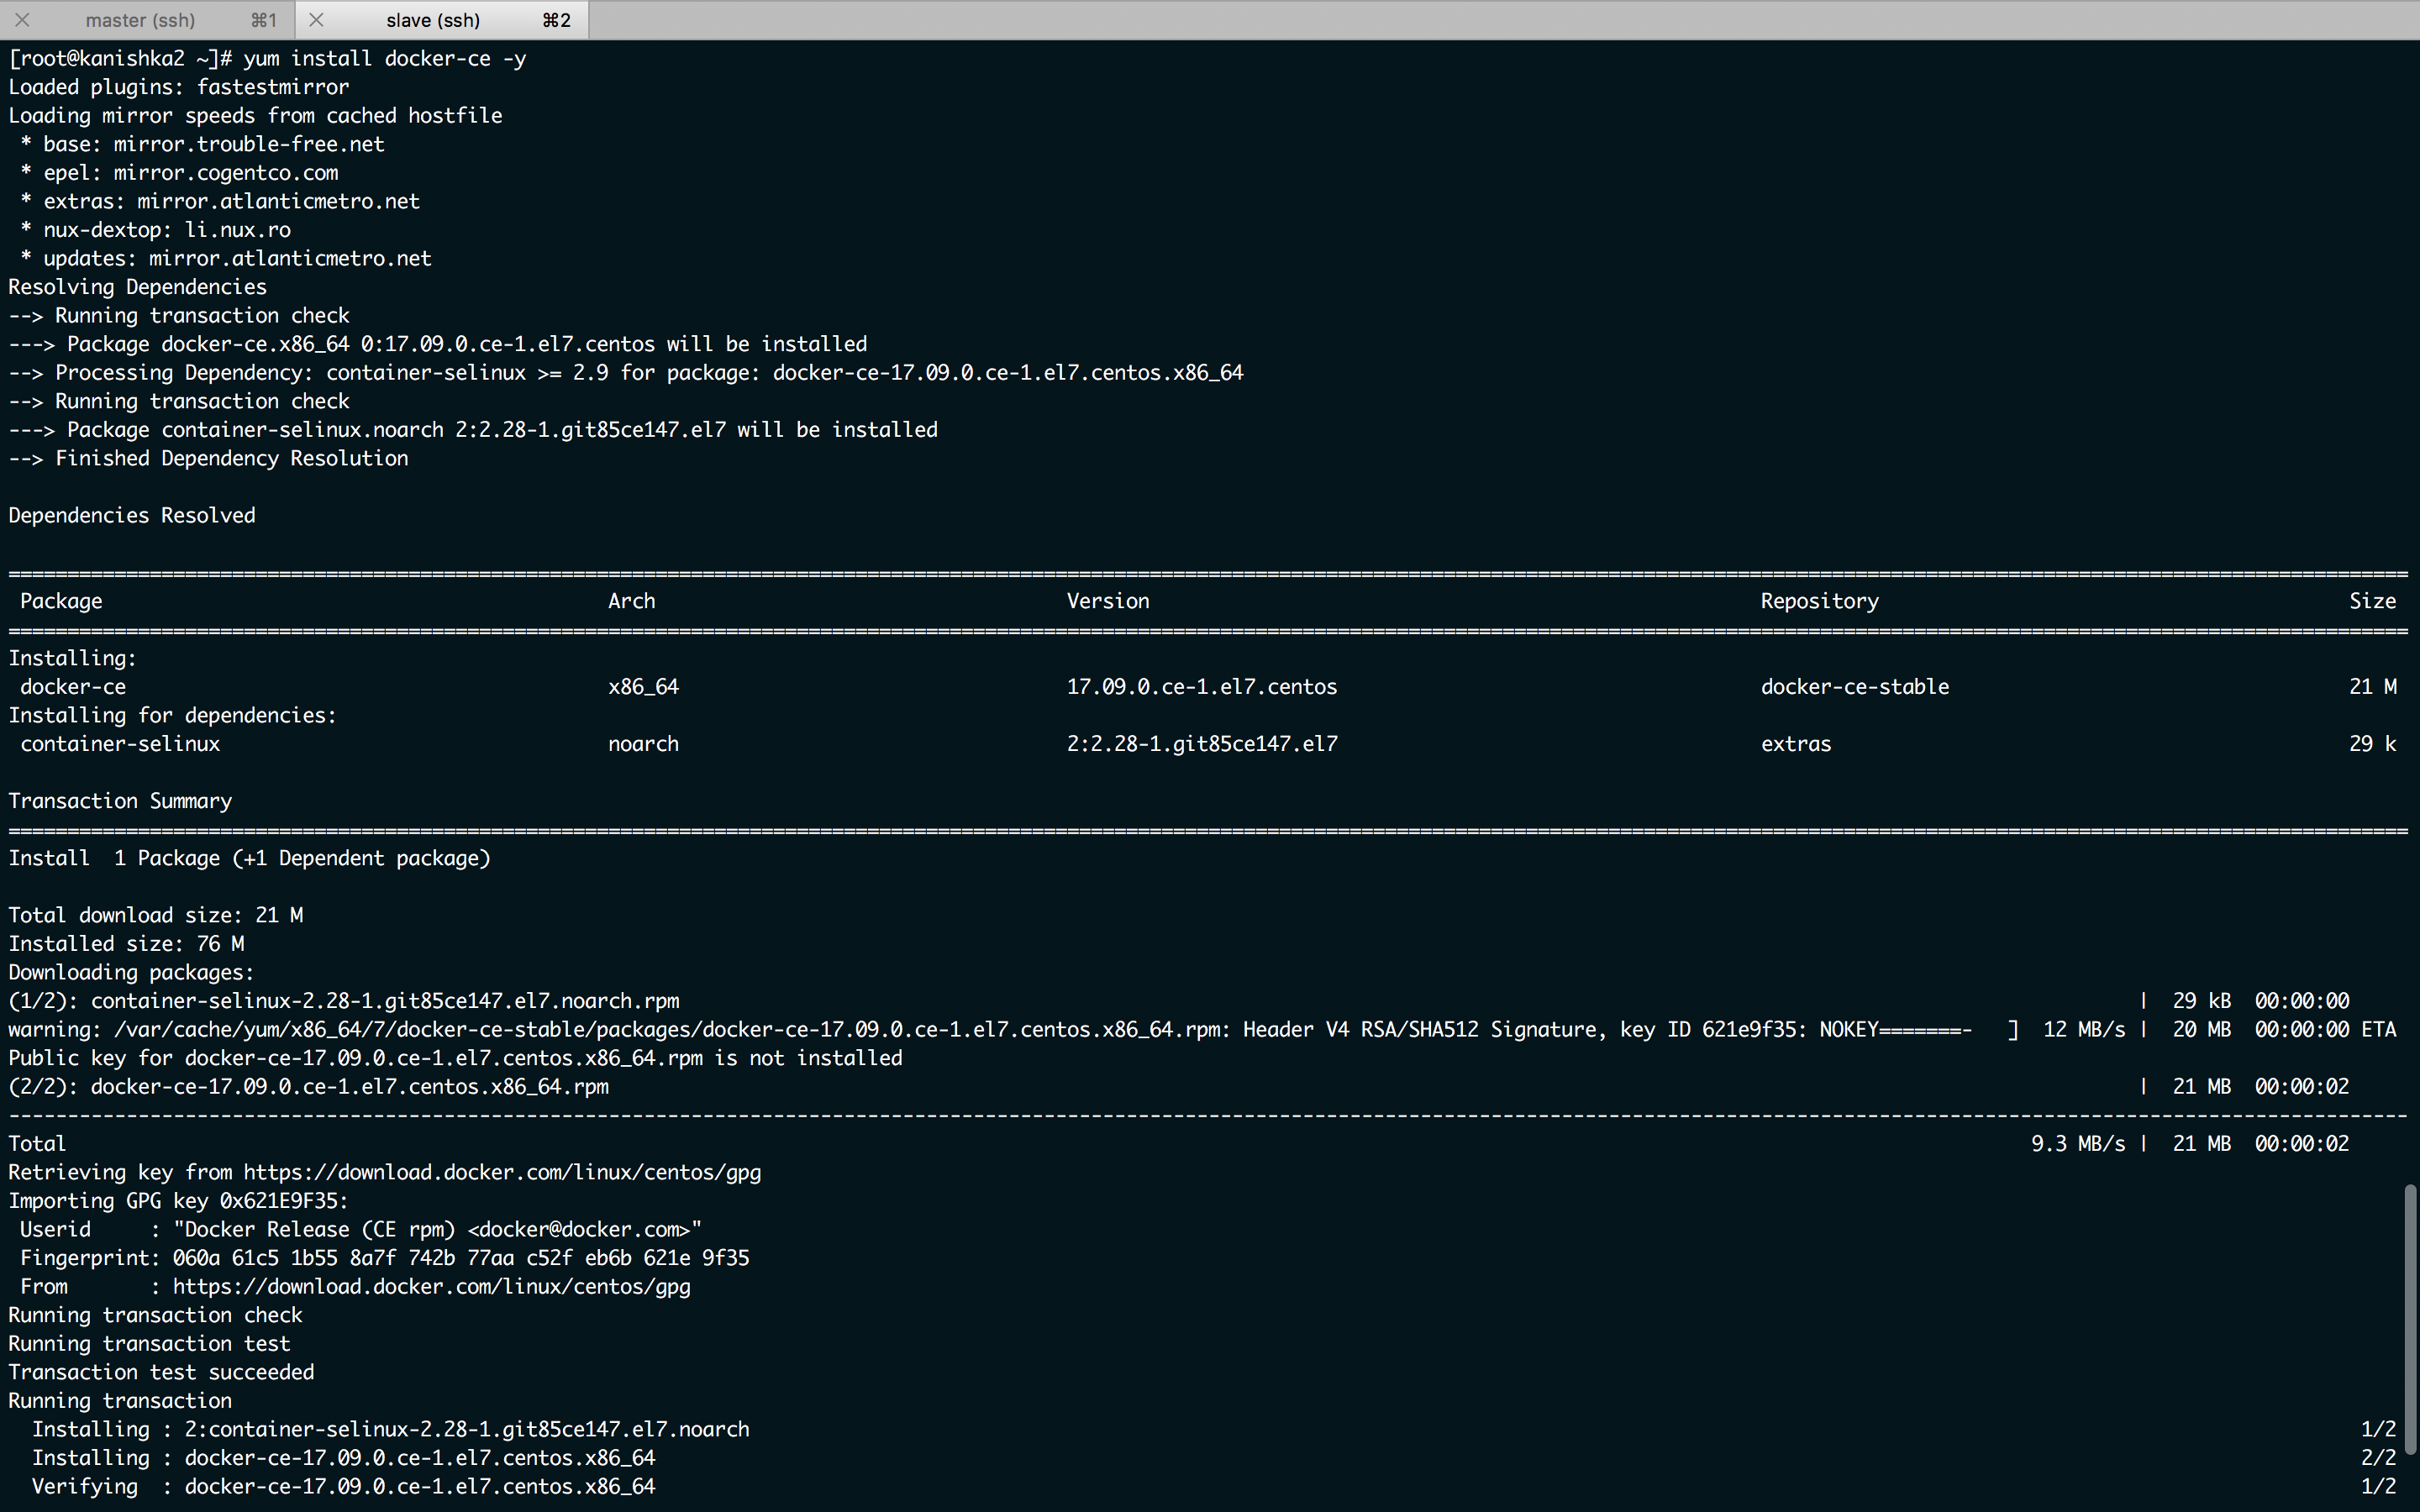 master (ssh) ⌘1 slave (ssh) ⌘2
[root@kanishka2 ~]# yum install docker-ce -y
Loaded plugins: fastestmirror
Loading mirror speeds from cached hostfile
 * base: mirror.trouble-free.net
 * epel: mirror.cogentco.com
 * extras: mirror.atlanticmetro.net
 * nux-dextop: li.nux.ro
 * updates: mirror.atlanticmetro.net
Resolving Dependencies
--> Running transaction check
---> Package docker-ce.x86_64 0:17.09.0.ce-1.el7.centos will be installed
--> Processing Dependency: container-selinux >= 2.9 for package: docker-ce-17.09.0.ce-1.el7.centos.x86_64
--> Running transaction check
---> Package container-selinux.noarch 2:2.28-1.git85ce147.el7 will be installed
--> Finished Dependency Resolution
Dependencies Resolved
Package Arch Version Repository Size
Installing:
 docker-ce x86_64 17.09.0.ce-1.el7.centos docker-ce-stable 21 M
Installing for dependencies:
 container-selinux noarch 2:2.28-1.git85ce147.el7 extras 29 k
Transaction Summary
Install  1 Package (+1 Dependent package)
Total download size: 21 M
Installed size: 76 M
Downloading packages:
(1/2): container-selinux-2.28-1.git85ce147.el7.noarch.rpm | 29 kB 00:00:00
warning: /var/cache/yum/x86_64/7/docker-ce-stable/packages/docker-ce-17.09.0.ce-1.el7.centos.x86_64.rpm: Header V4 RSA/SHA512 Signature, key ID 621e9f35: NOKEY=======- ] 12 MB/s | 20 MB 00:00:00 ETA
Public key for docker-ce-17.09.0.ce-1.el7.centos.x86_64.rpm is not installed
(2/2): docker-ce-17.09.0.ce-1.el7.centos.x86_64.rpm | 21 MB 00:00:02
Total 9.3 MB/s | 21 MB 00:00:02
Retrieving key from https://download.docker.com/linux/centos/gpg
Importing GPG key 0x621E9F35:
 Userid     : "Docker Release (CE rpm) <docker@docker.com>"
 Fingerprint: 060a 61c5 1b55 8a7f 742b 77aa c52f eb6b 621e 9f35
 From       : https://download.docker.com/linux/centos/gpg
Running transaction check
Running transaction test
Transaction test succeeded
Running transaction
  Installing : 2:container-selinux-2.28-1.git85ce147.el7.noarch 1/2
  Installing : docker-ce-17.09.0.ce-1.el7.centos.x86_64 2/2
  Verifying  : docker-ce-17.09.0.ce-1.el7.centos.x86_64 1/2